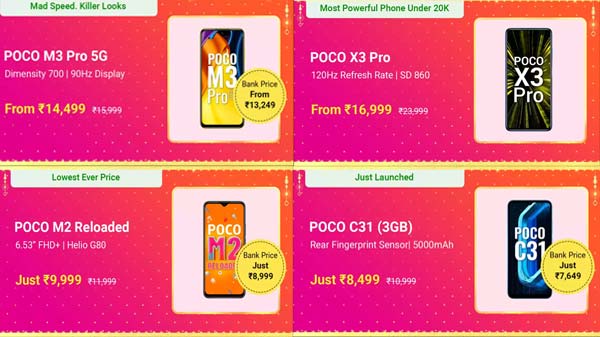 Mad Speed. Killer Looks
POCO M3 Pro 5G
Dimensity 700 | 90Hz Display
From ₹14,499 ₹15,999
POCO
M3
Pro
Bank Price
From
₹13,249
Most Powerful Phone Under 20K
POCO X3 Pro
120Hz Refresh Rate | SD 860
From ₹16,999 ₹23,999
POCO
X3
Pro
Lowest Ever Price
POCO M2 Reloaded
6.53" FHD+ | Helio G80
Just ₹9,999 ₹11,999
POCO
M2
RELOADED
Bank Price
Just
₹8,999
Just Launched
POCO C31 (3GB)
Rear Fingerprint Sensor| 5000mAh
Just ₹8,499 ₹10,999
POCO
C31
Bank Price
Just
₹7,649